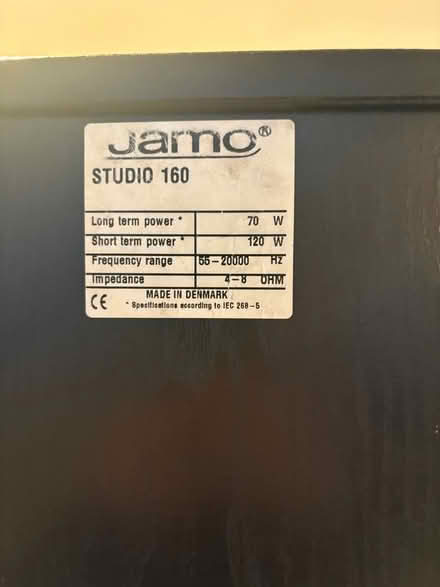 Jamo®
STUDIO 160
Long term power * 70 W
Short term power * 120 W
Frequency range 55-20000 Hz
Impedance 4-8 OHM
CE MADE IN DENMARK
* Specifications according to IEC 268-5